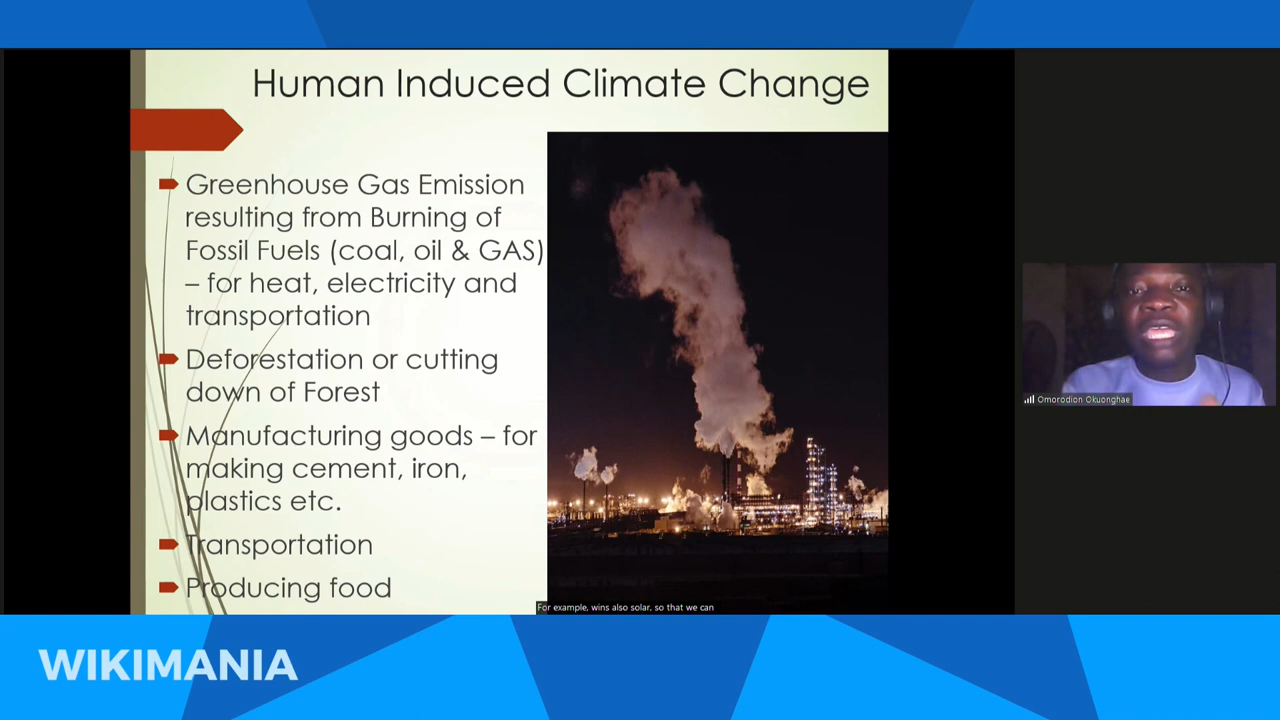 Human Induced Climate Change
Greenhouse Gas Emission
resulting from Burning of
Fossil Fuels (coal, oil & GAS)
– for heat, electricity and
transportation
Deforestation or cutting
down of Forest
Manufacturing goods – for
making cement, iron,
plastics etc.
Transportation
Producing food
For example, wins also solar, so that we can
Omorodion Okuonghae
WIKIMANIA